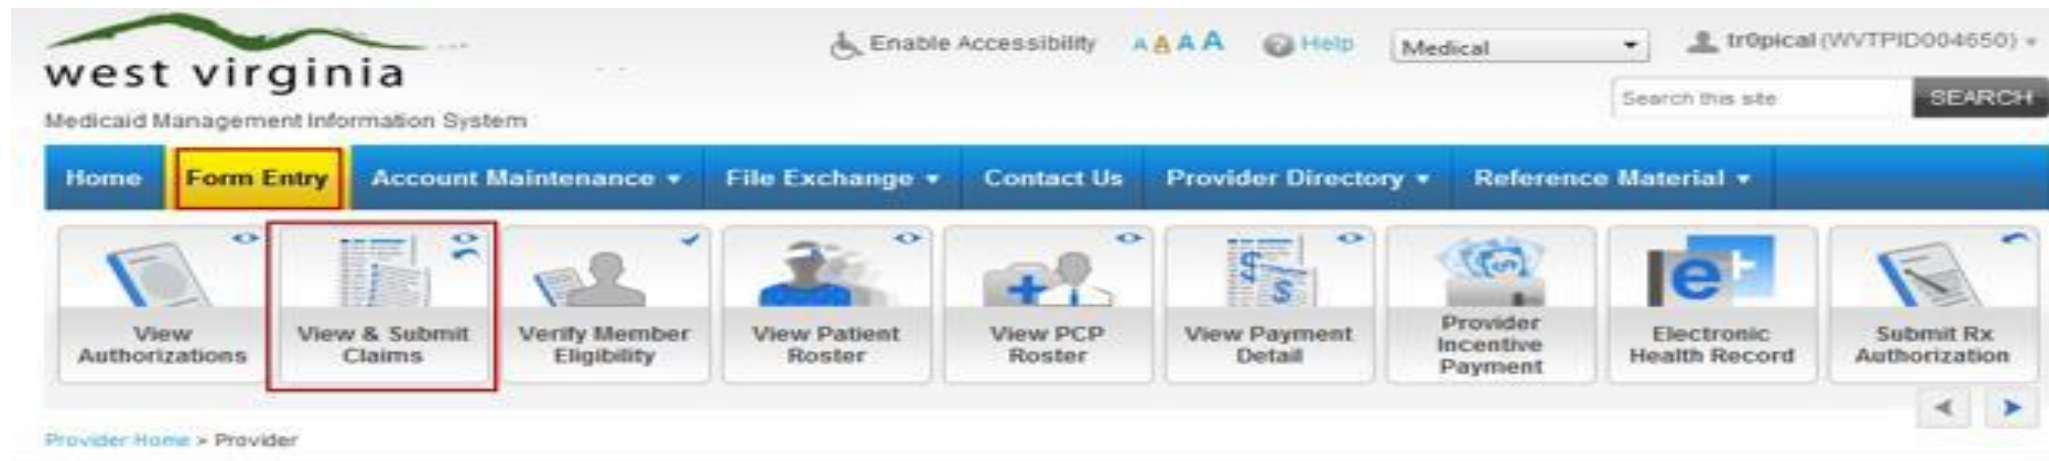 Enable Accessibility A A A A Help Medical tr0pical (WVTPID004650)
west virginia
Search this site SEARCH
Medicaid Management Information System
Home Form Entry Account Maintenance File Exchange Contact Us Provider Directory Reference Material
View Authorizations
View & Submit Claims
Verify Member Eligibility
View Patient Roster
View PCP Roster
View Payment Detail
Provider Incentive Payment
Electronic Health Record
Submit Rx Authorization
Provider Home > Provider